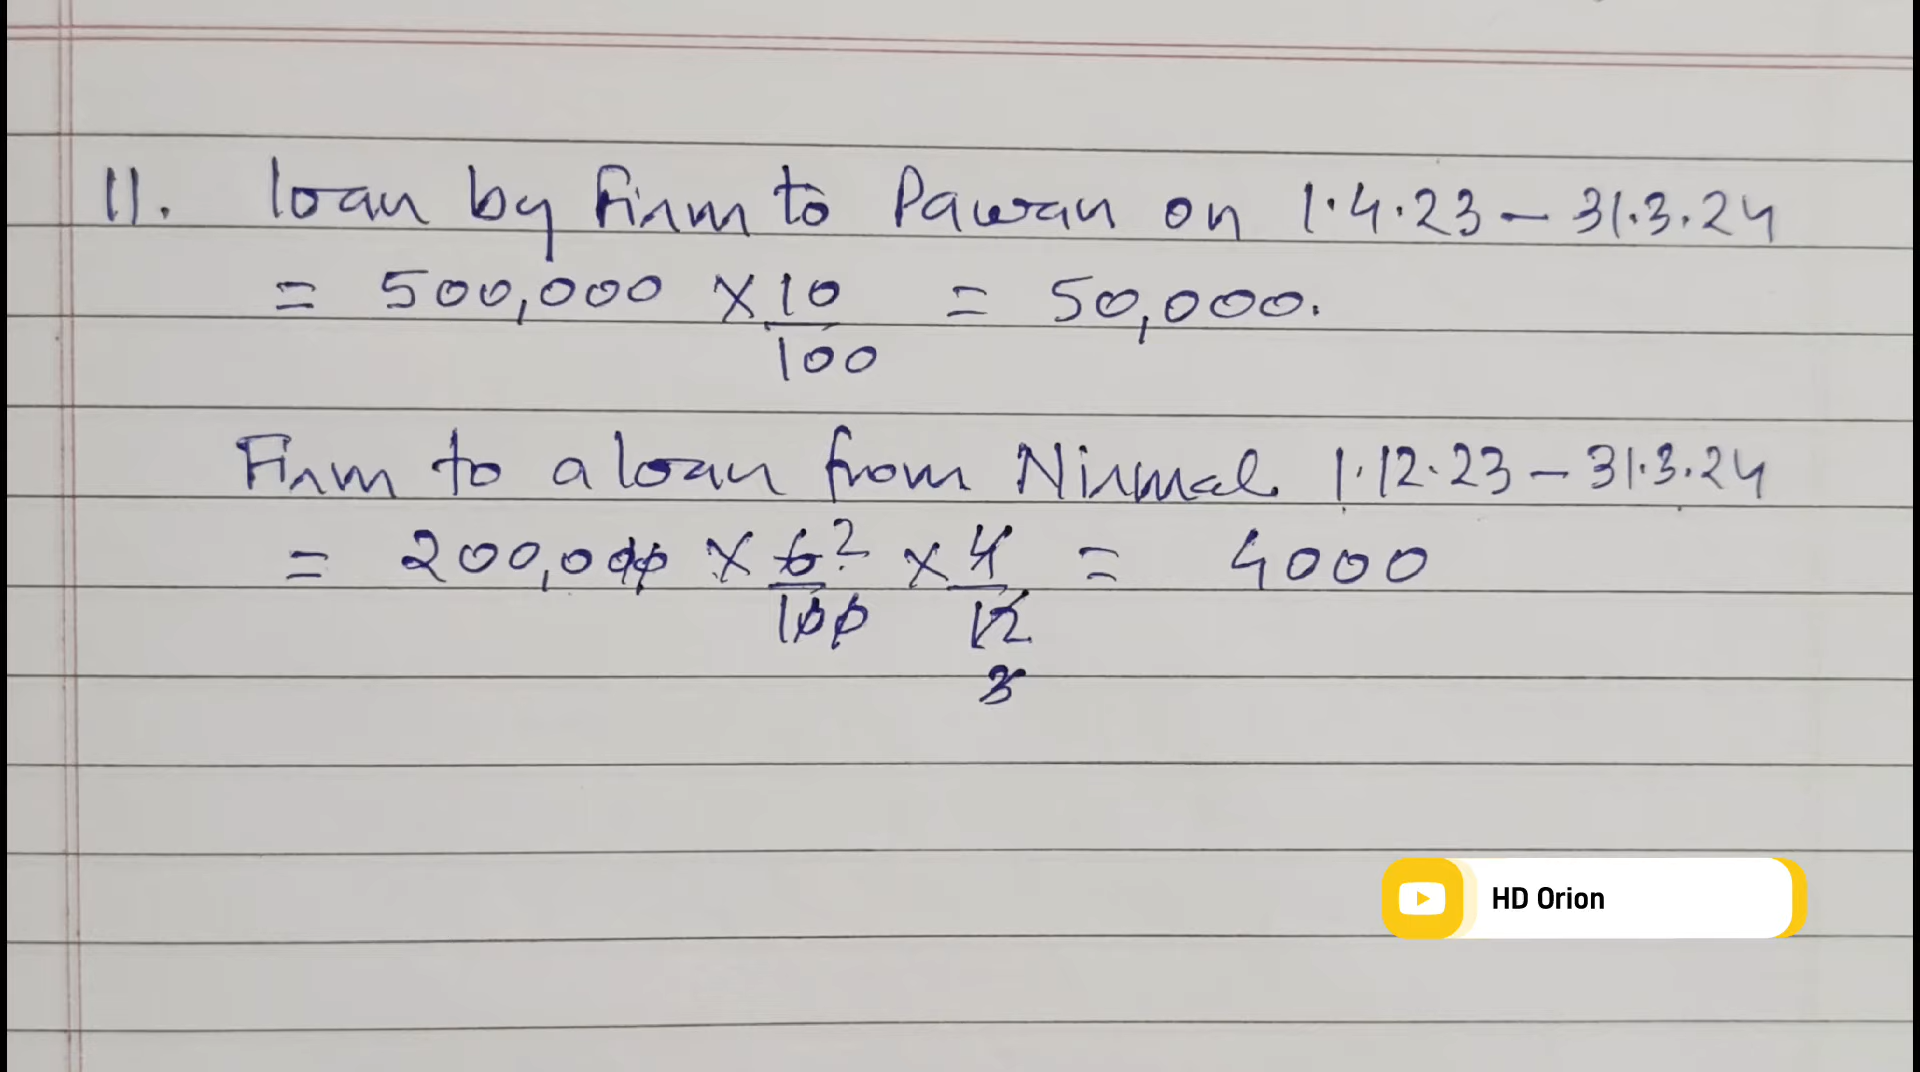 11. loan by Firm to Pawan on 1.4.23 - 31.3.24
= 500,000 × 10/100 = 50,000.
Firm to a loan from Nirmal 1.12.23 - 31.3.24
= 200,000 × 6 2/100 × 4/12 = 4000
3
HD Orion